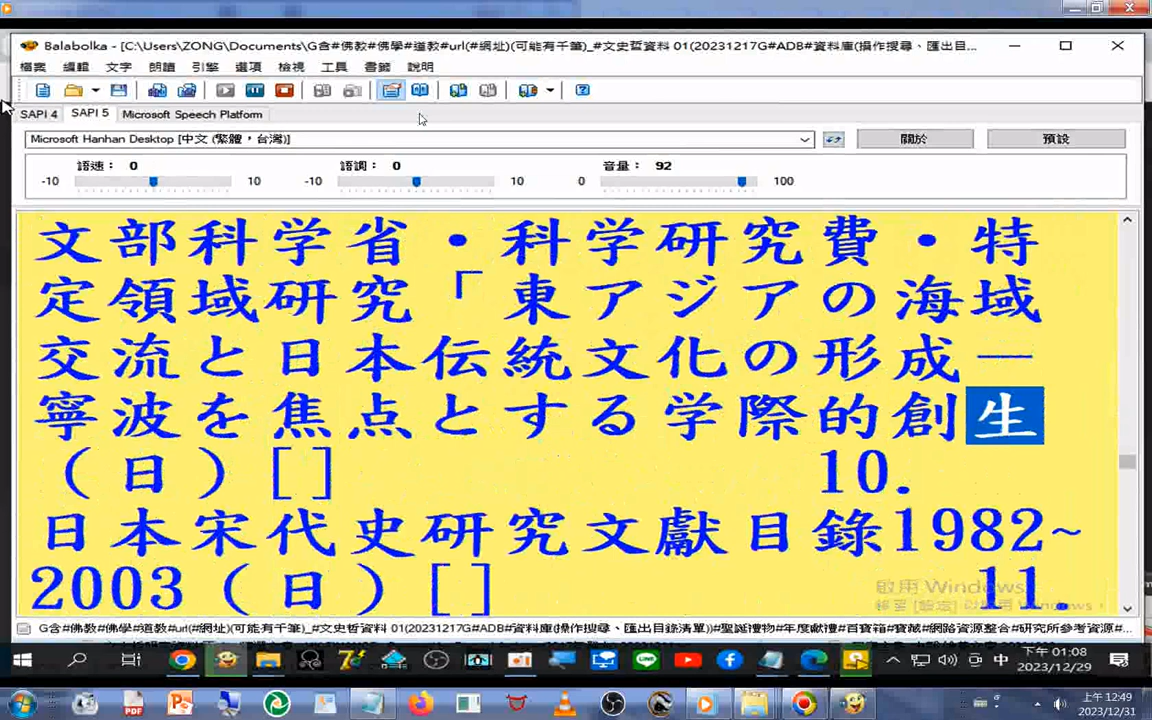 Balabolka - [C:\Users\ZONG\Documents\G含#佛教#佛學#道教#url(#網址)(可能有千筆)_#文史哲資料 01(20231217G#ADB#資料庫(操作搜尋、匯出目...
檔案 編輯 文字 朗讀 引擎 選項 檢視 工具 書籤 說明
SAPI 4 SAPI 5 Microsoft Speech Platform
Microsoft Hanhan Desktop [中文 (繁體，台灣)] 關於 預設
語速： 0 語調： 0 音量： 92
-10 10 -10 10 0 100
文部科学省・科学研究費・特
定領域研究「東アジアの海域
交流と日本伝統文化の形成―
寧波を焦点とする学際的創生
(日)[] 10.
日本宋代史研究文獻目錄1982~
2003(日)[] 11.
啟用 Windows
G含#佛教#佛學#道教#url(#網址)(可能有千筆)_#文史哲資料 01(20231217G#ADB#資料庫(操作搜尋、匯出目錄清單))#聖誕禮物#年度獻禮#百寶箱#寶藏#網路資源整合#研究所參考資源#...
中 下午 01:08
2023/12/29
上午 12:49
2023/12/31